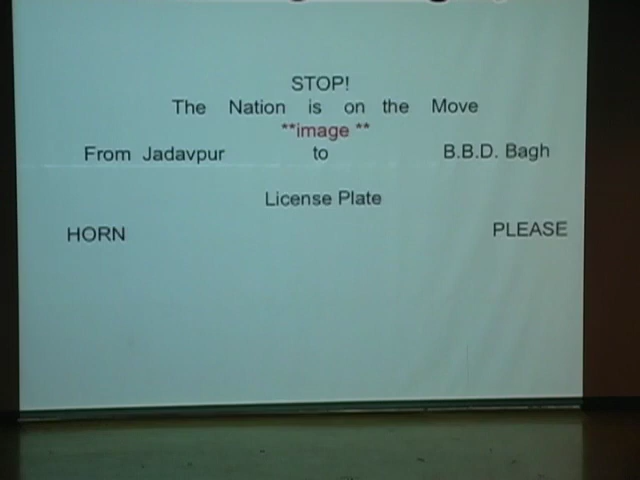 STOP!
The Nation is on the Move
**image **
From Jadavpur to B.B.D. Bagh
License Plate
HORN PLEASE